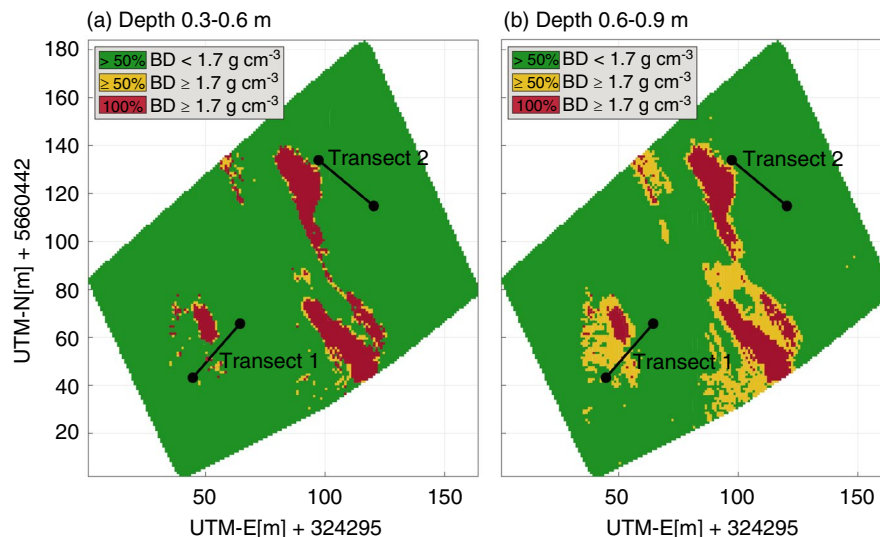 (a) Depth 0.3-0.6 m
> 50% BD < 1.7 g cm⁻³
≥ 50% BD ≥ 1.7 g cm⁻³
100% BD ≥ 1.7 g cm⁻³
Transect 2
Transect 1
180
160
140
120
100
80
60
40
20
UTM-N[m] + 5660442
50 100 150
UTM-E[m] + 324295
(b) Depth 0.6-0.9 m
> 50% BD < 1.7 g cm⁻³
≥ 50% BD ≥ 1.7 g cm⁻³
100% BD ≥ 1.7 g cm⁻³
Transect 2
Transect 1
50 100 150
UTM-E[m] + 324295